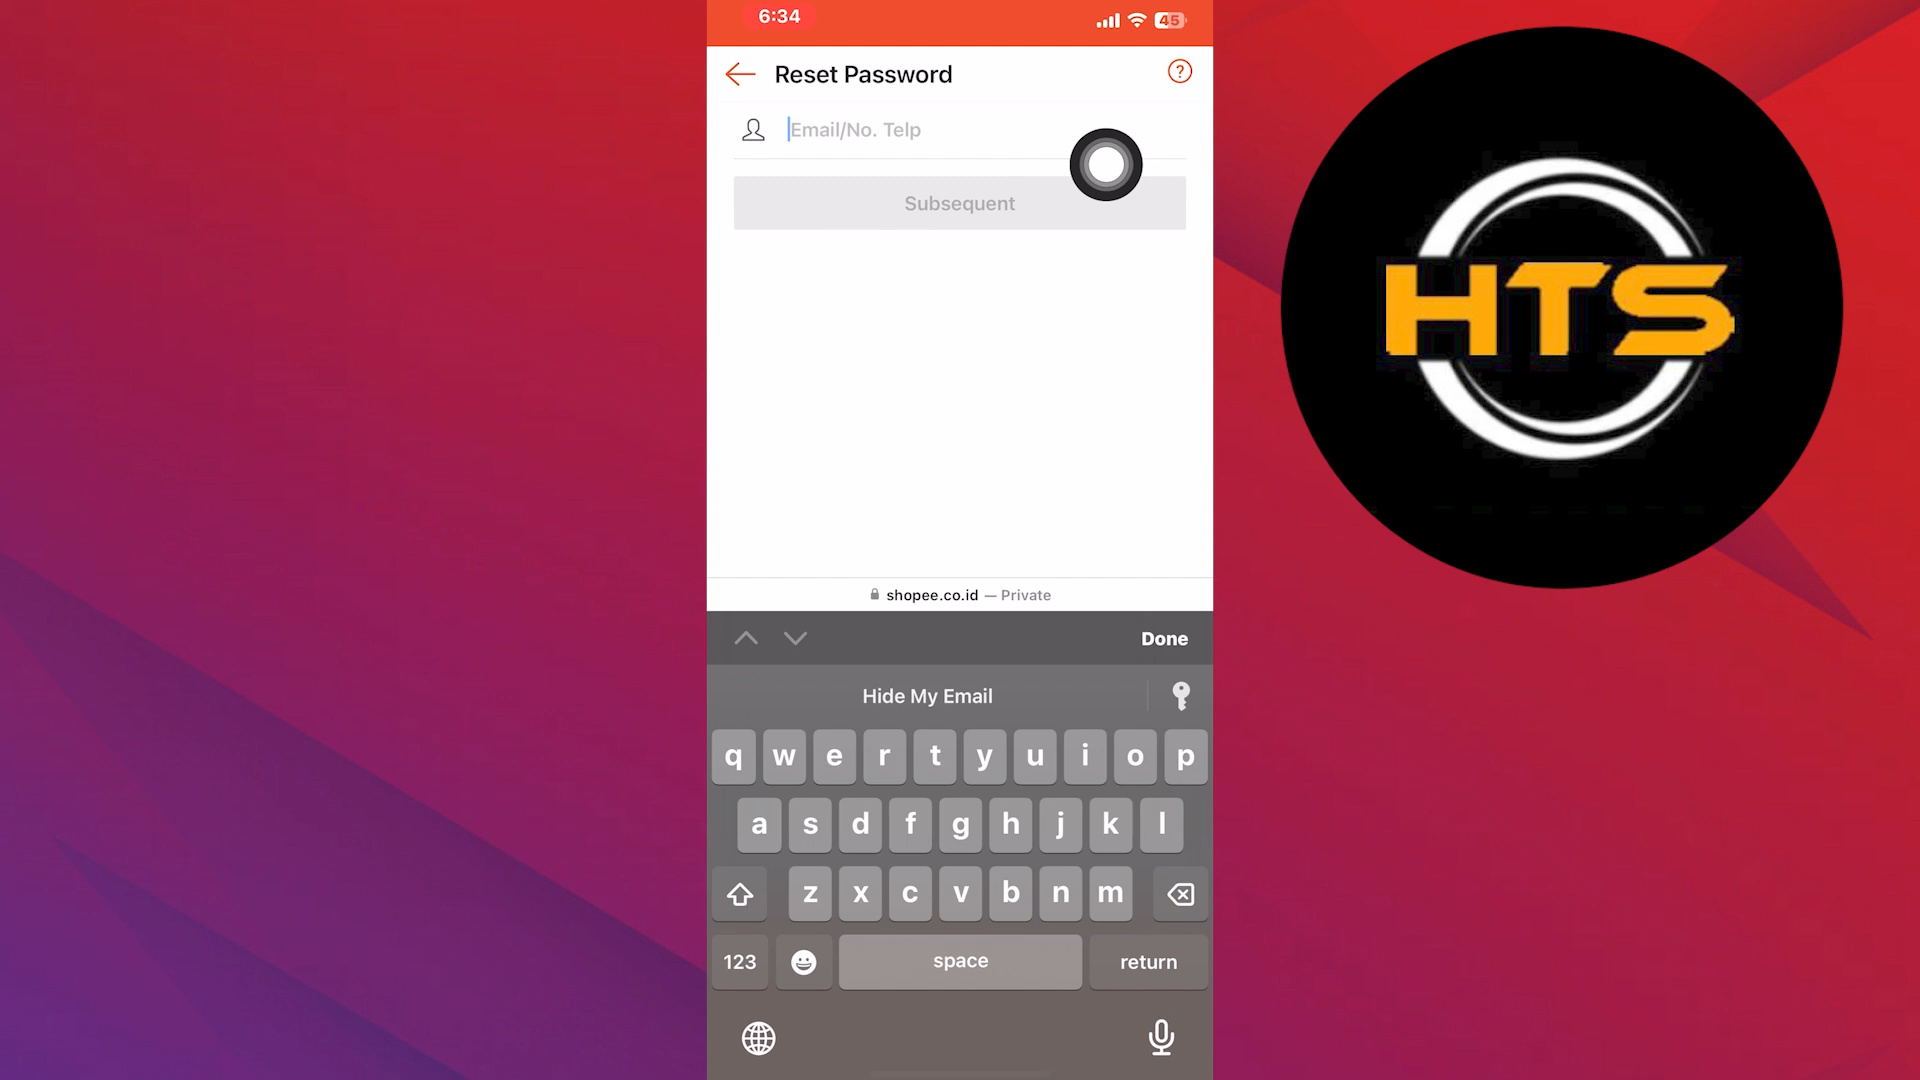 6:34
45
Reset Password
?
Email/No. Telp
Subsequent
HTS
shopee.co.id — Private
Done
Hide My Email
q w e r t y u i o p
a s d f g h j k l
z x c v b n m
123 space return